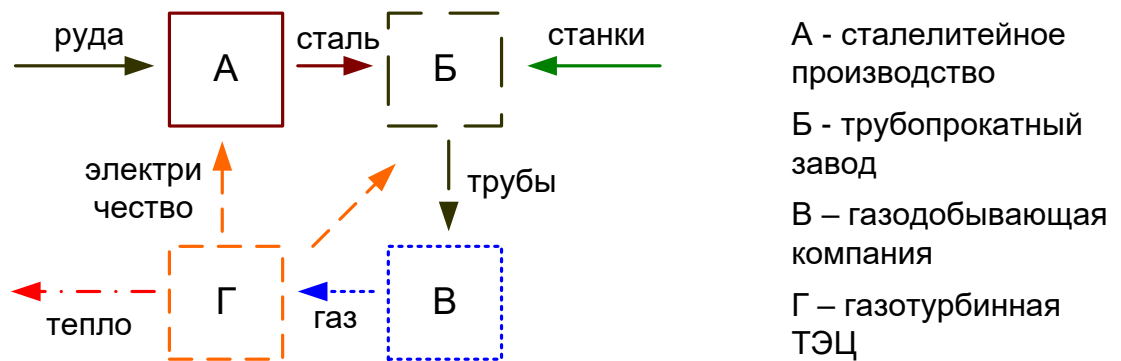 руда
А
сталь
Б
станки
электри
чество
трубы
тепло
Г
газ
В
А - сталелитейное
производство
Б - трубопрокатный
завод
В – газодобывающая
компания
Г – газотурбинная
ТЭЦ